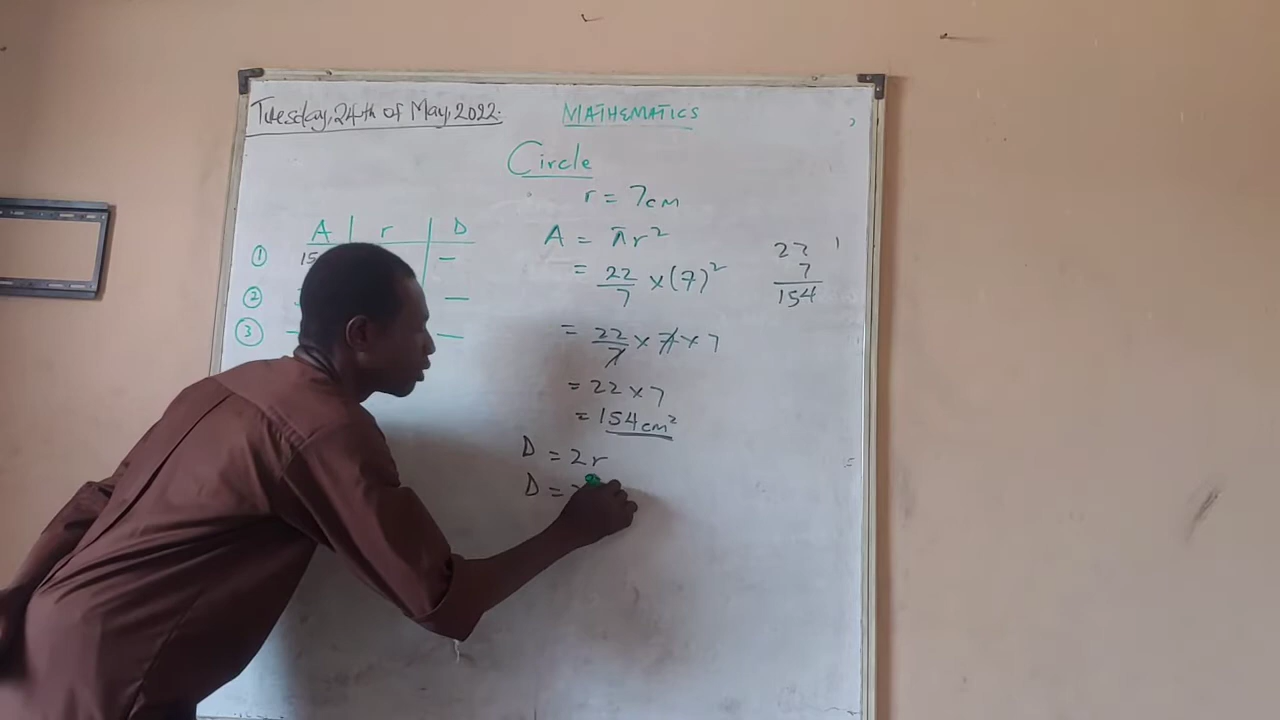 Tuesday, 24th of May, 2022.
MATHEMATICS
Circle
r = 7cm
A r D
① 15 —
② —
③ — —
A = πr²
= 22/7 × (7)²
= 22/7 × 7 × 7
= 22 × 7
= 154cm²
D = 2r
D =
22
7
154